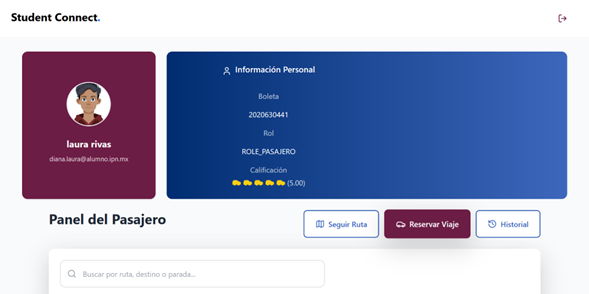 Student Connect.
laura rivas
diana.laura@alumno.ipn.mx
Información Personal
Boleta
2020630441
Rol
ROLE_PASAJERO
Calificación
(5.00)
Panel del Pasajero
Seguir Ruta
Reservar Viaje
Historial
Buscar por ruta, destino o parada...